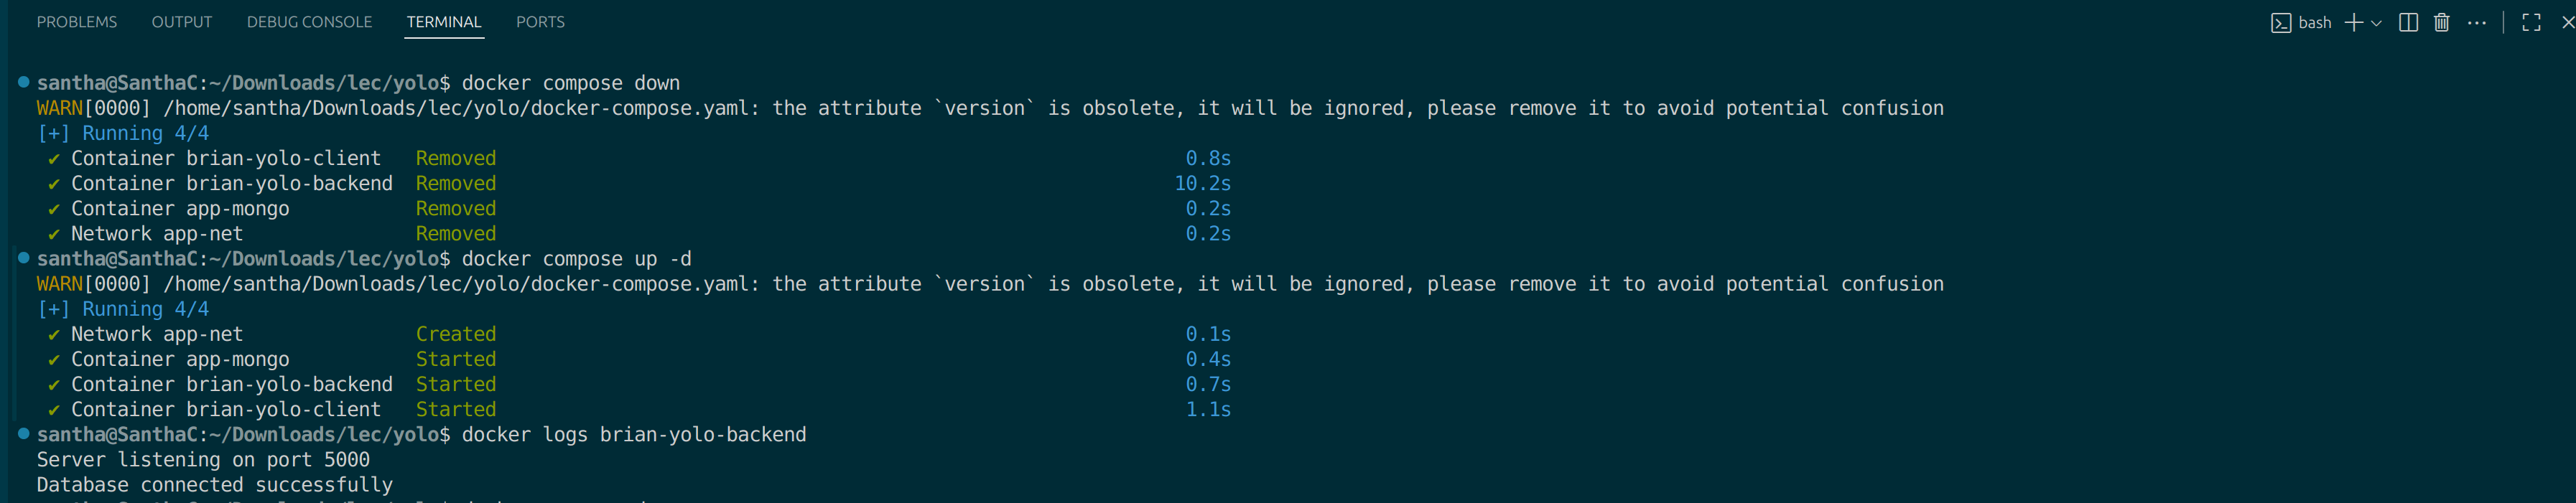 PROBLEMS OUTPUT DEBUG CONSOLE TERMINAL PORTS bash
santha@SanthaC:~/Downloads/lec/yolo$ docker compose down
WARN[0000] /home/santha/Downloads/lec/yolo/docker-compose.yaml: the attribute `version` is obsolete, it will be ignored, please remove it to avoid potential confusion
[+] Running 4/4
✔ Container brian-yolo-client Removed 0.8s
✔ Container brian-yolo-backend Removed 10.2s
✔ Container app-mongo Removed 0.2s
✔ Network app-net Removed 0.2s
santha@SanthaC:~/Downloads/lec/yolo$ docker compose up -d
WARN[0000] /home/santha/Downloads/lec/yolo/docker-compose.yaml: the attribute `version` is obsolete, it will be ignored, please remove it to avoid potential confusion
[+] Running 4/4
✔ Network app-net Created 0.1s
✔ Container app-mongo Started 0.4s
✔ Container brian-yolo-backend Started 0.7s
✔ Container brian-yolo-client Started 1.1s
santha@SanthaC:~/Downloads/lec/yolo$ docker logs brian-yolo-backend
Server listening on port 5000
Database connected successfully